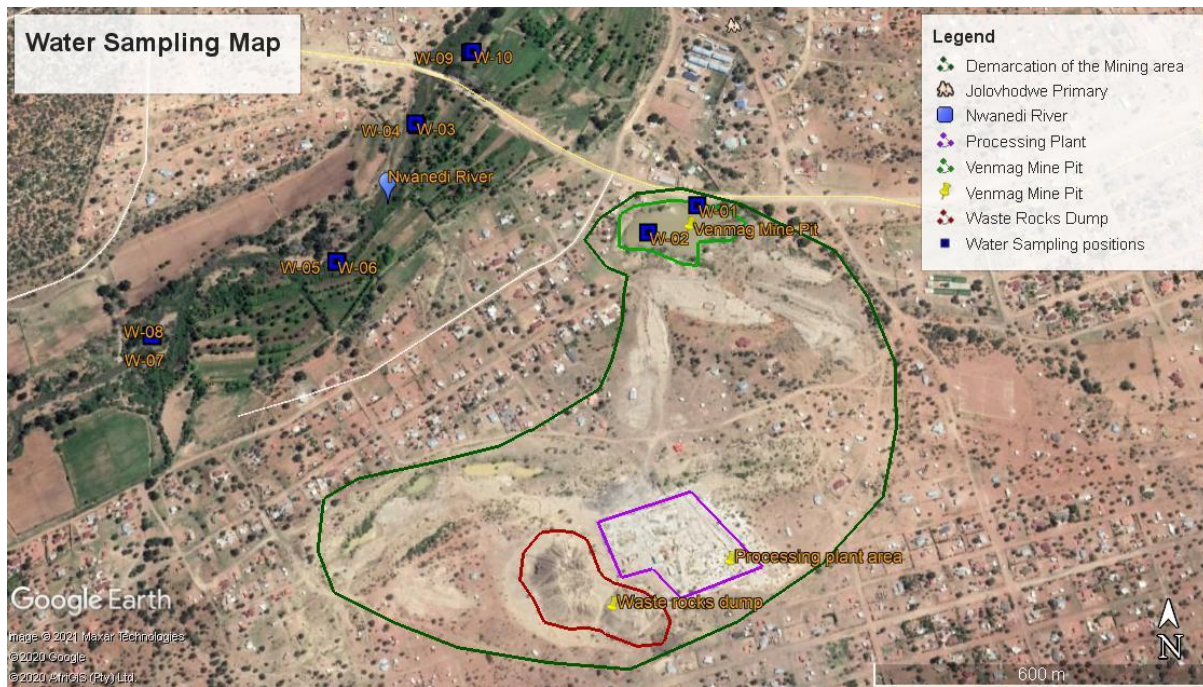 Water Sampling Map
Legend
Demarcation of the Mining area
Jolovhodwe Primary
Nwanedi River
Processing Plant
Venmag Mine Pit
Venmag Mine Pit
Waste Rocks Dump
Water Sampling positions
W-09 W-10
W-04 W-03
Nwanedi River
W-01
Venmag Mine Pit
W-02
W-05 W-06
W-08
W-07
Processing plant area
Waste rocks dump
Google Earth
Image © 2021 Maxar Technologies
© 2020 Google
© 2020 AfriGIS (Pty) Ltd
N
600 m